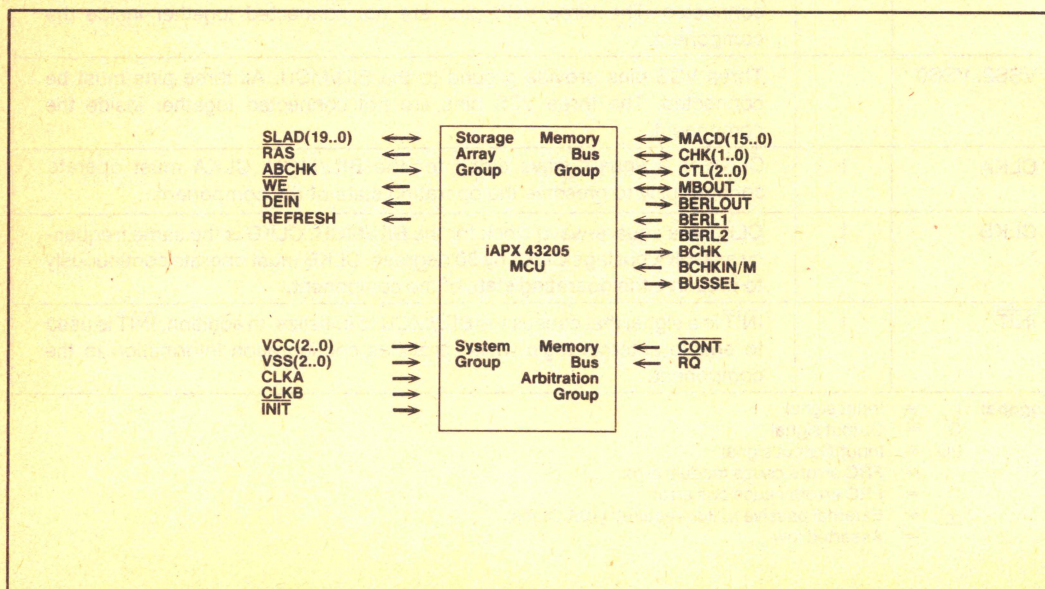 SLAD(19..0)
RAS
ABCHK
WE
DEIN
REFRESH
Storage
Array
Group
Memory
Bus
Group
MACD(15..0)
CHK(1..0)
CTL(2..0)
MBOUT
BERLOUT
BERL1
BERL2
BCHK
BCHKIN/M
BUSSEL
iAPX 43205
MCU
VCC(2..0)
VSS(2..0)
CLKA
CLKB
INIT
System
Group
Memory
Bus
Arbitration
Group
CONT
RQ